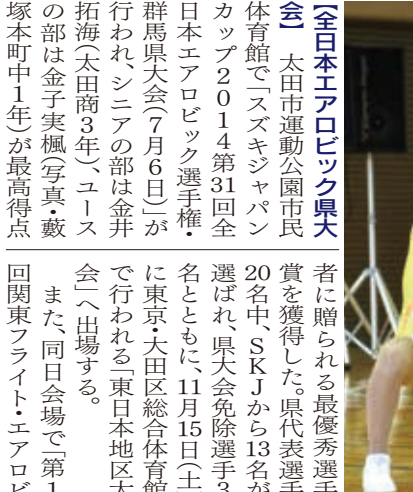 【全日本エアロビック県大
会】　太田市運動公園市民
体育館で「スズキジャパン
カップ2014第31回全
日本エアロビック選手権・
群馬県大会(7月6日)」が
行われ、シニアの部は金井
拓海(太田商3年)、ユース
の部は金子実楓(写真・藪
塚本町中1年)が最高得点
者に贈られる最優秀選手
賞を獲得した。県代表選手
20名中、SKJから13名が
選ばれ、県大会免除選手3
名とともに、11月15日(土)
に東京・大田区総合体育館
で行われる「東日本地区大
会」へ出場する。
　また、同日会場で「第1
回関東フライト・エアロビ